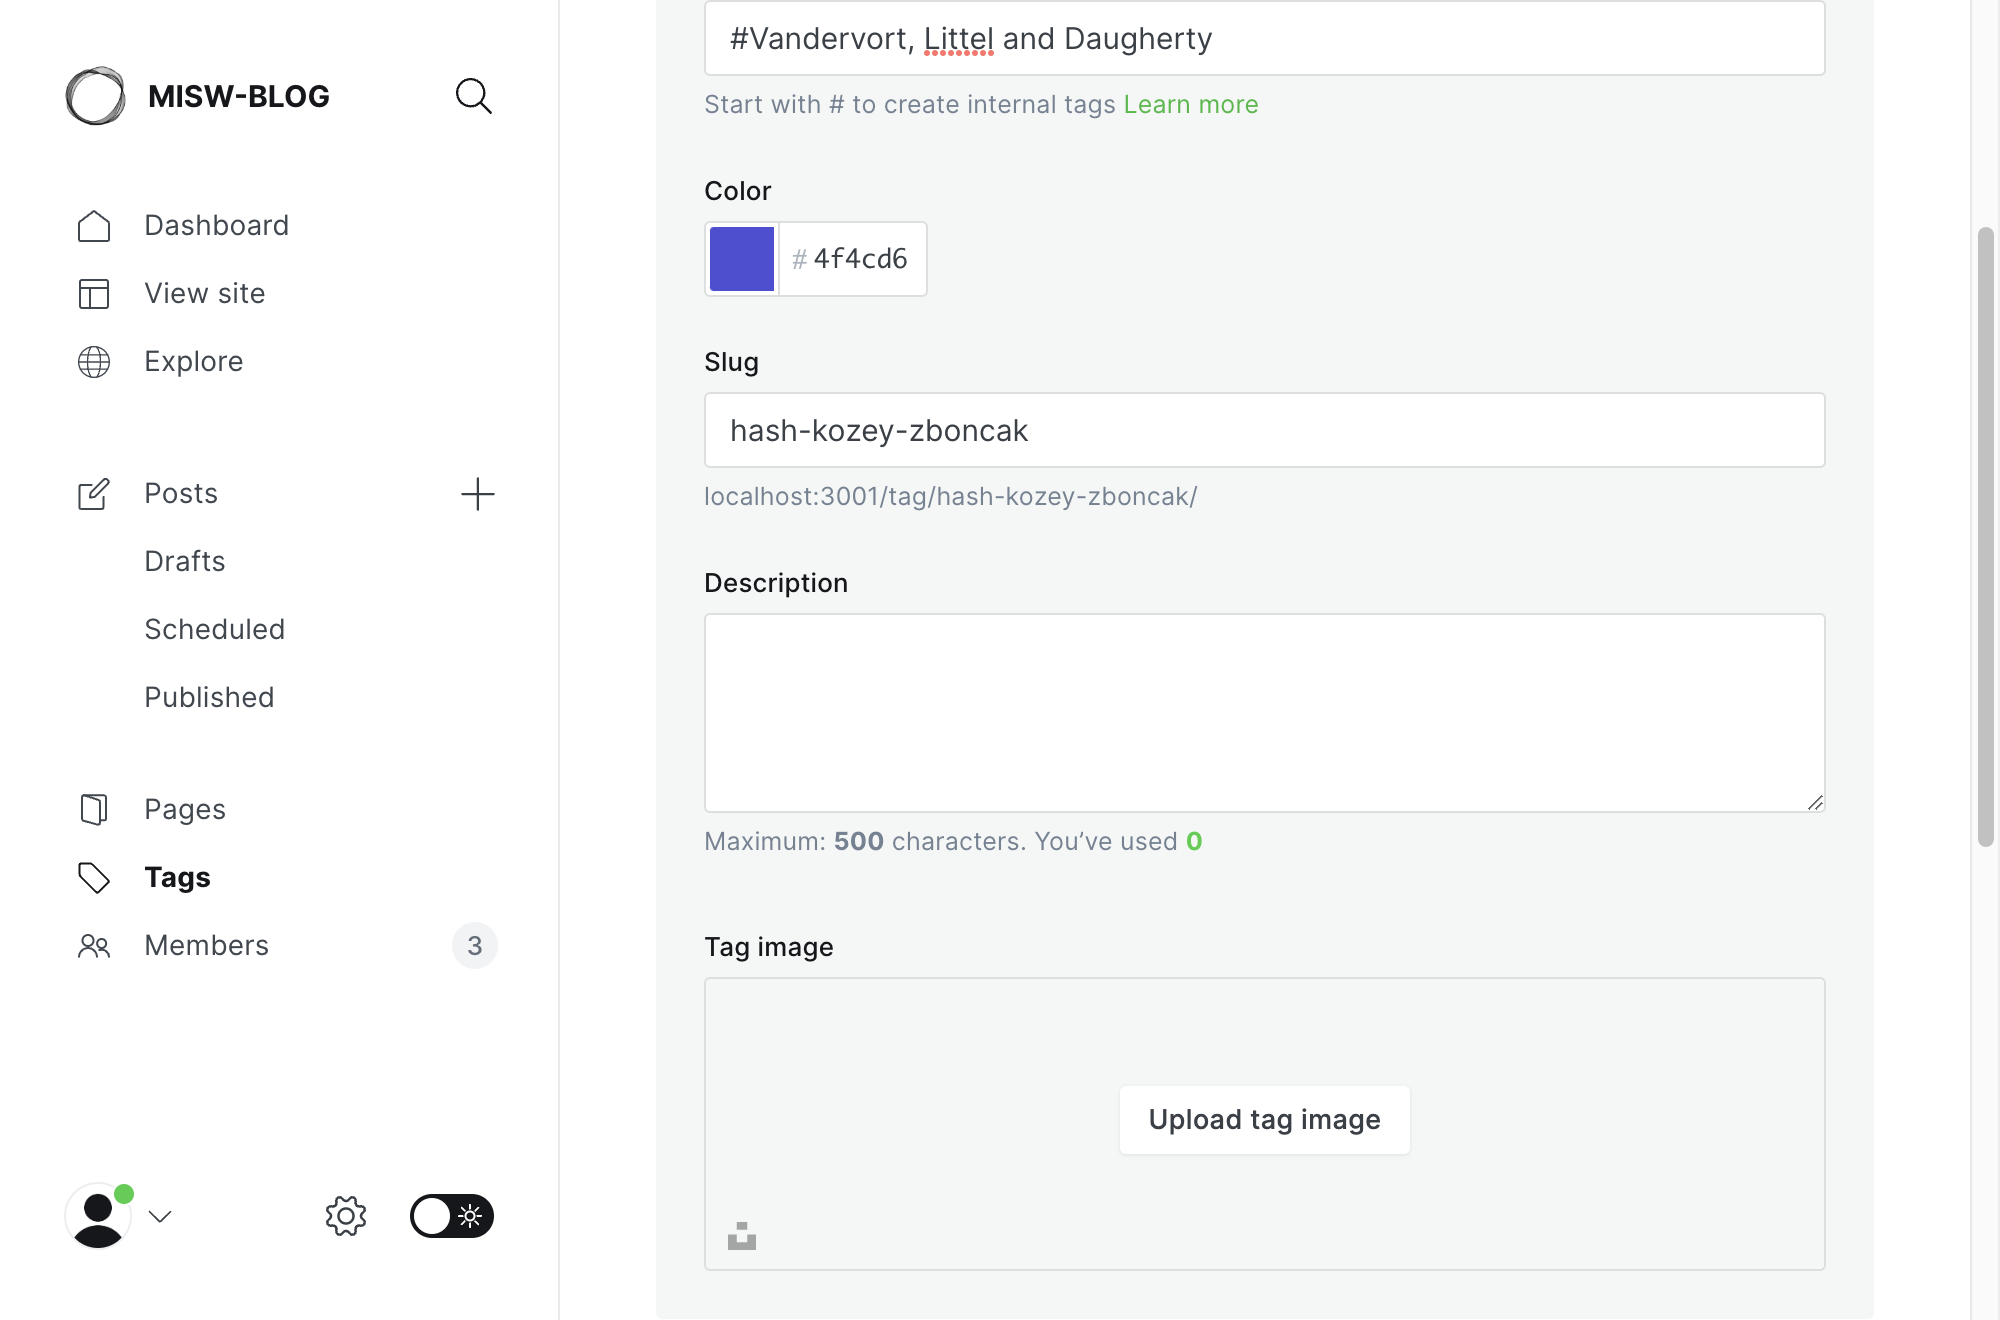 MISW-BLOG
Dashboard
View site
Explore
Posts
Drafts
Scheduled
Published
Pages
Tags
Members
3
#Vandervort, Littel and Daugherty
Start with # to create internal tags Learn more
Color
# 4f4cd6
Slug
hash-kozey-zboncak
localhost:3001/tag/hash-kozey-zboncak/
Description
Maximum: 500 characters. You’ve used 0
Tag image
Upload tag image